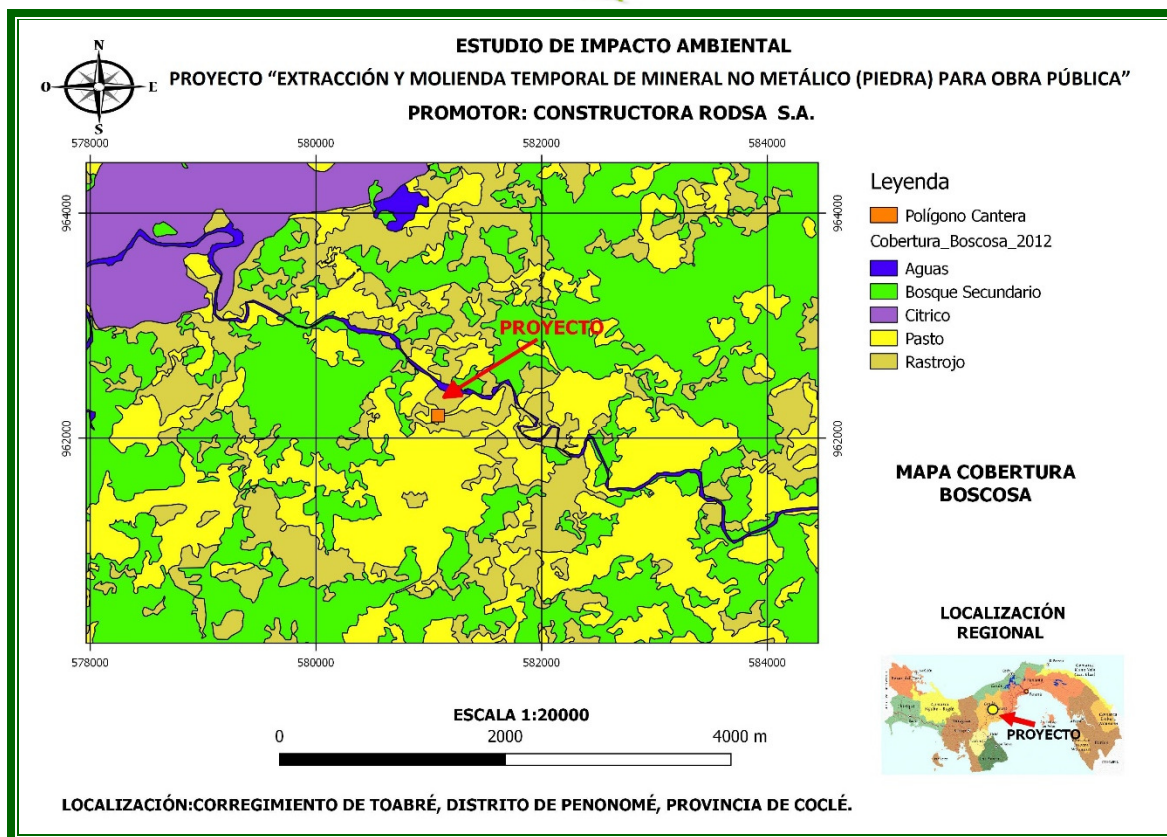 ESTUDIO DE IMPACTO AMBIENTAL
PROYECTO “EXTRACCIÓN Y MOLIENDA TEMPORAL DE MINERAL NO METÁLICO (PIEDRA) PARA OBRA PÚBLICA”
PROMOTOR: CONSTRUCTORA RODSA S.A.
N
O
E
S
578000
580000
582000
584000
964000
964000
962000
962000
PROYECTO
578000
580000
582000
584000
Leyenda
Polígono Cantera
Cobertura_Boscosa_2012
Aguas
Bosque Secundario
Citrico
Pasto
Rastrojo
MAPA COBERTURA
BOSCOSA
LOCALIZACIÓN
REGIONAL
PROYECTO
ESCALA 1:20000
0
2000
4000 m
LOCALIZACIÓN:CORREGIMIENTO DE TOABRÉ, DISTRITO DE PENONOMÉ, PROVINCIA DE COCLÉ.